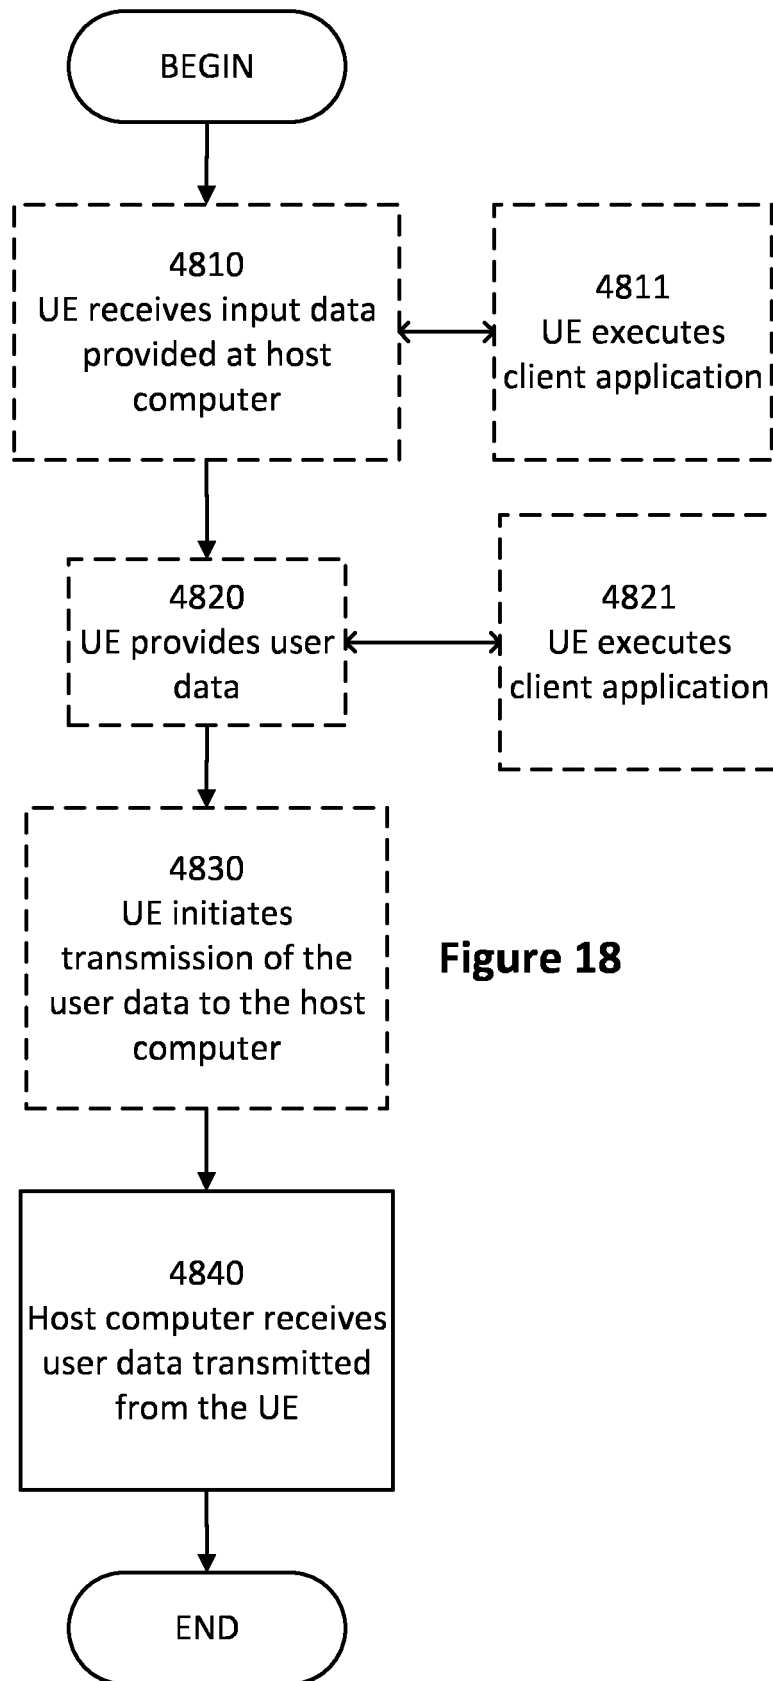 BEGIN
4810
UE receives input data
provided at host
computer
4811
UE executes
client application
4820
UE provides user
data
4821
UE executes
client application
4830
UE initiates
transmission of the
user data to the host
computer
Figure 18
4840
Host computer receives
user data transmitted
from the UE
END